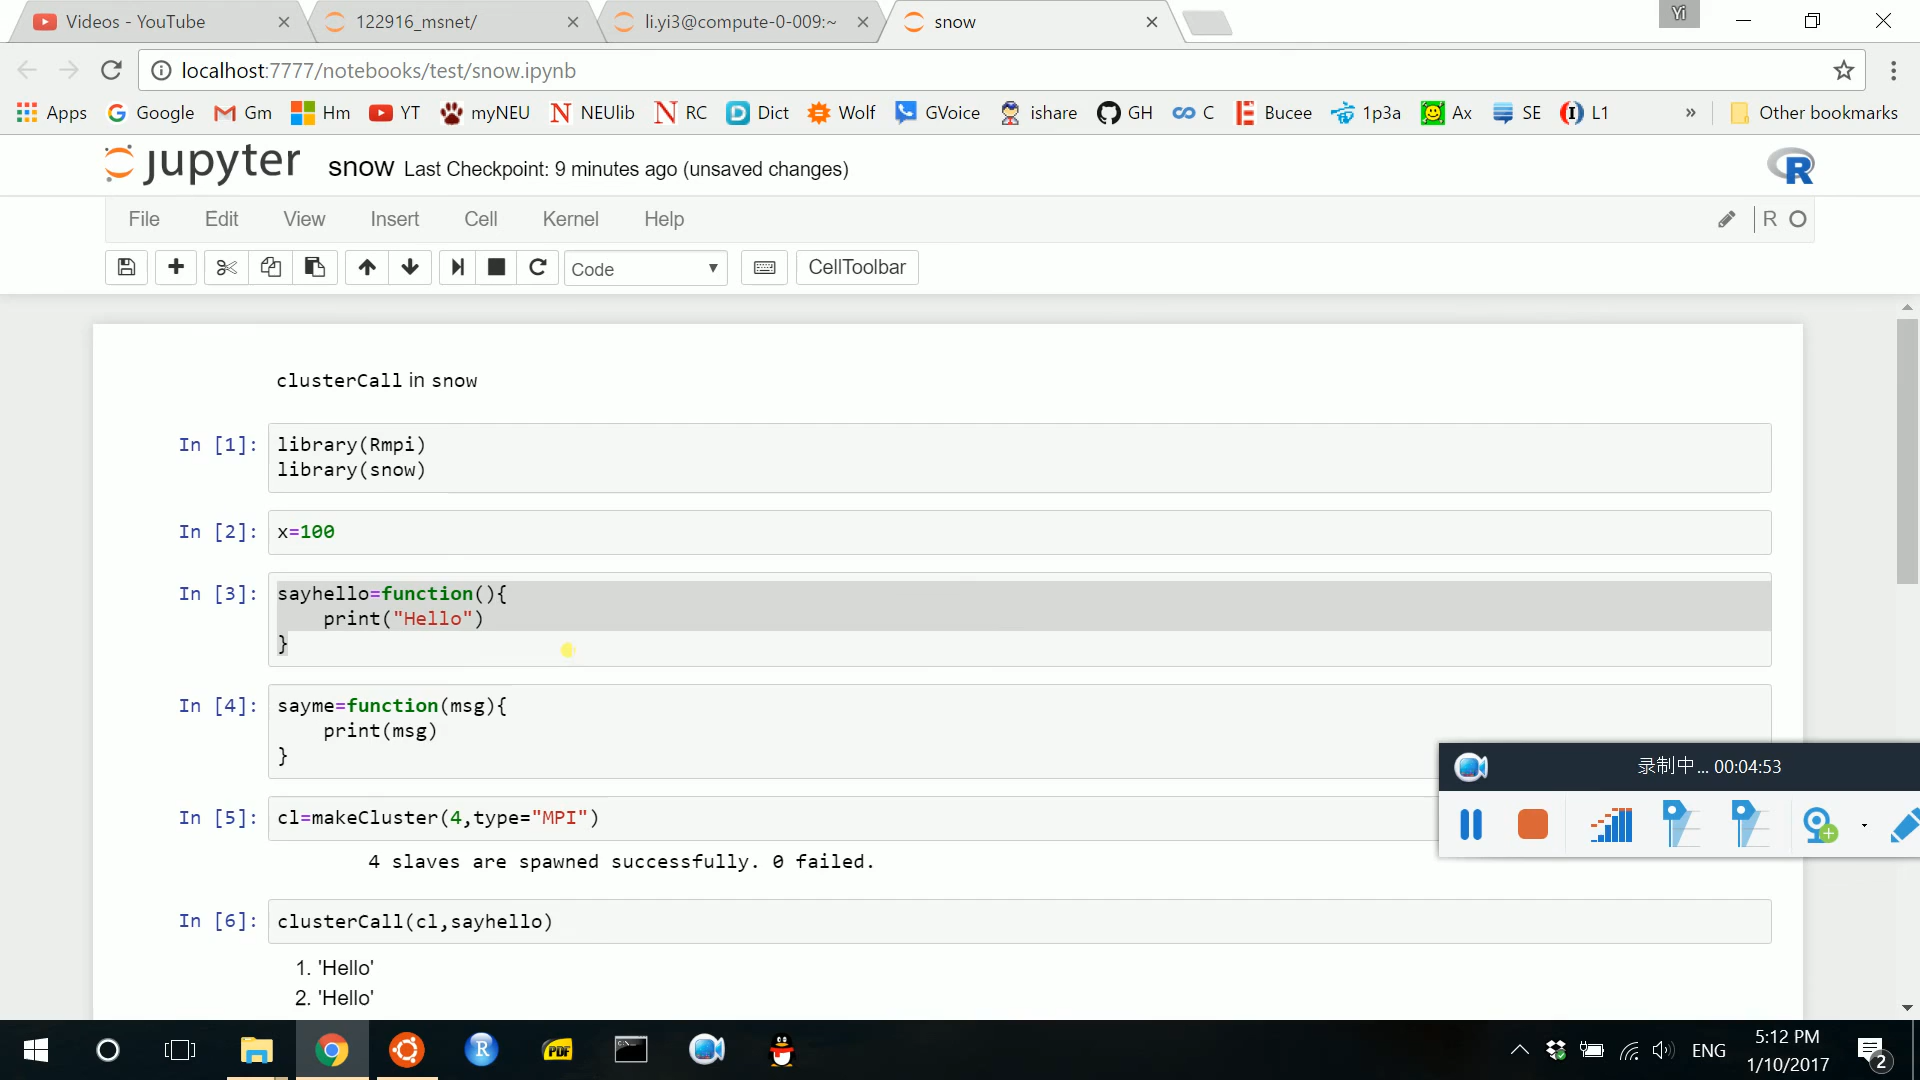 Videos - YouTube
122916_msnet/
li.yi3@compute-0-009:~
snow
Yi
localhost:7777/notebooks/test/snow.ipynb
Apps
Google
Gm
Hm
YT
myNEU
NEUlib
RC
Dict
Wolf
GVoice
ishare
GH
C
Bucee
1p3a
Ax
SE
L1
»
Other bookmarks
jupyter snow Last Checkpoint: 9 minutes ago (unsaved changes)
R
File Edit View Insert Cell Kernel Help
R
Code
CellToolbar
clusterCall in snow
In [1]:
library(Rmpi)
library(snow)
In [2]:
x=100
In [3]:
sayhello=function(){
print("Hello")
}
In [4]:
sayme=function(msg){
print(msg)
}
In [5]:
cl=makeCluster(4,type="MPI")
4 slaves are spawned successfully. 0 failed.
In [6]:
clusterCall(cl,sayhello)
1. 'Hello'
2. 'Hello'
录制中... 00:04:53
R
PDF
ENG
5:12 PM
1/10/2017
2